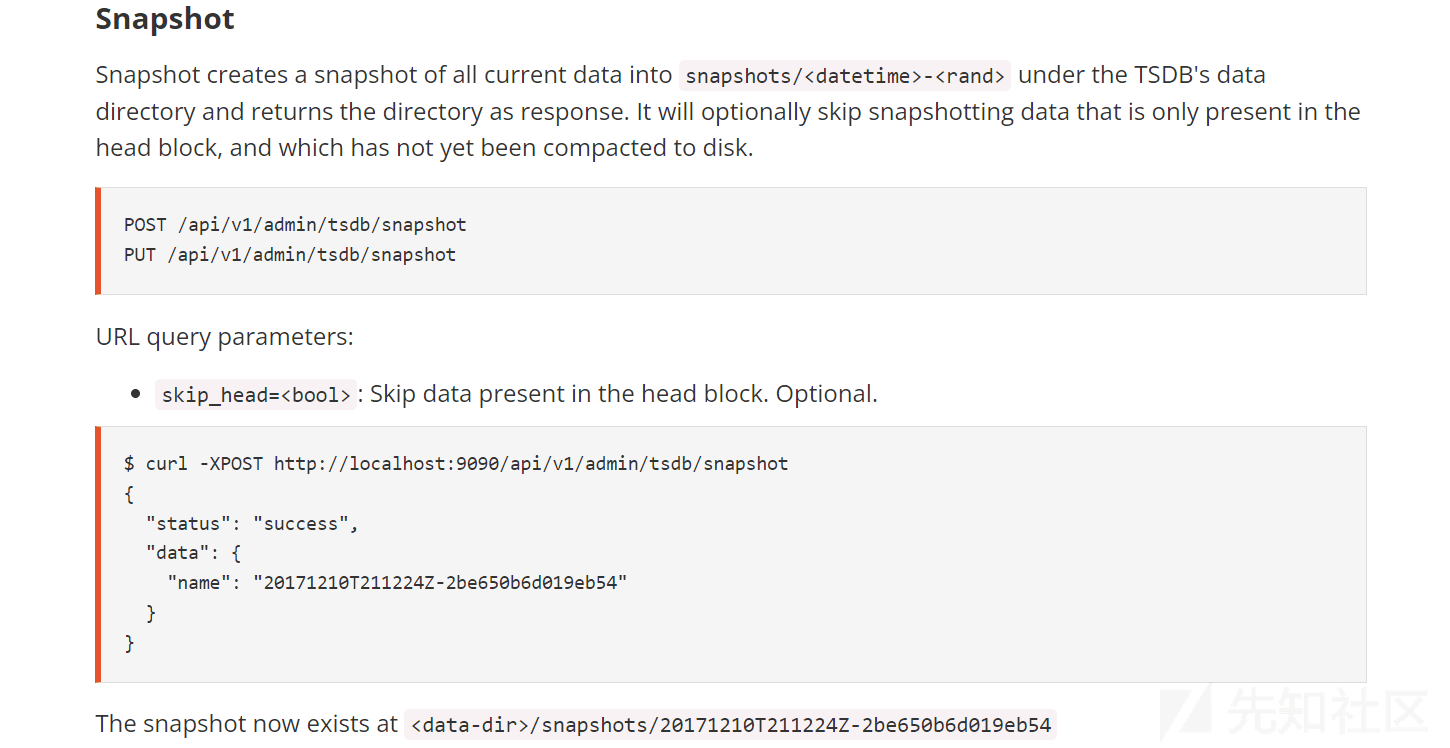 Snapshot
Snapshot creates a snapshot of all current data into snapshots/<datetime>-<rand> under the TSDB's data
directory and returns the directory as response. It will optionally skip snapshotting data that is only present in the
head block, and which has not yet been compacted to disk.
POST /api/v1/admin/tsdb/snapshot
PUT /api/v1/admin/tsdb/snapshot
URL query parameters:
• skip_head=<bool>: Skip data present in the head block. Optional.
$ curl -XPOST http://localhost:9090/api/v1/admin/tsdb/snapshot
{
  "status": "success",
  "data": {
    "name": "20171210T211224Z-2be650b6d019eb54"
  }
}
The snapshot now exists at <data-dir>/snapshots/20171210T211224Z-2be650b6d019eb54
先知社区